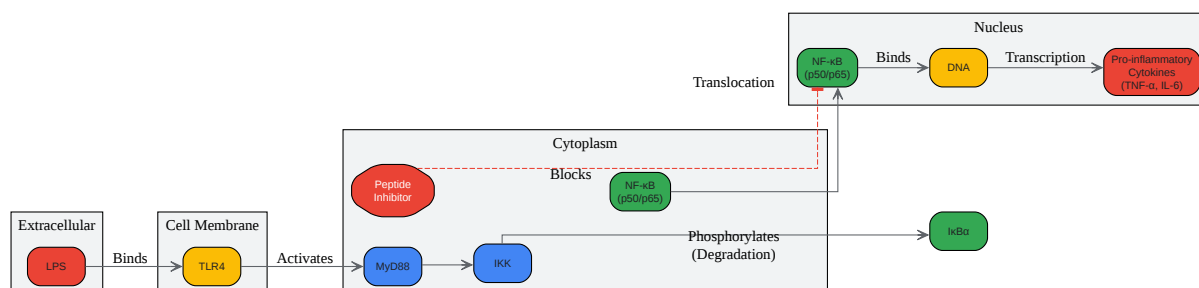 Nucleus
NF-κB
(p50/p65)
Binds
DNA
Transcription
Pro-inflammatory
Cytokines
(TNF-α, IL-6)
Translocation
Cytoplasm
Peptide
Inhibitor
Blocks
NF-κB
(p50/p65)
Extracellular
LPS
Binds
Cell Membrane
TLR4
Activates
MyD88
IKK
Phosphorylates
(Degradation)
IκBα